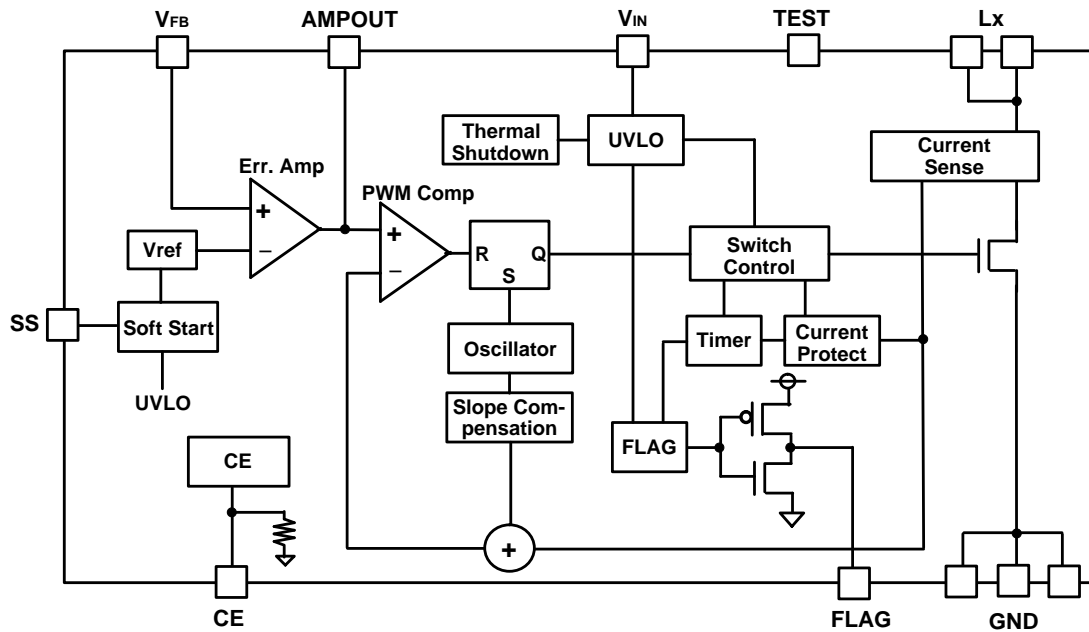 VFB
AMPOUT
VIN
TEST
Lx
Thermal
Shutdown
UVLO
Current
Sense
Err. Amp
PWM Comp
+
−
+
−
Vref
R
Q
S
Switch
Control
SS
Soft Start
Oscillator
Timer
Current
Protect
UVLO
Slope Com-
pensation
FLAG
CE
+
CE
FLAG
GND